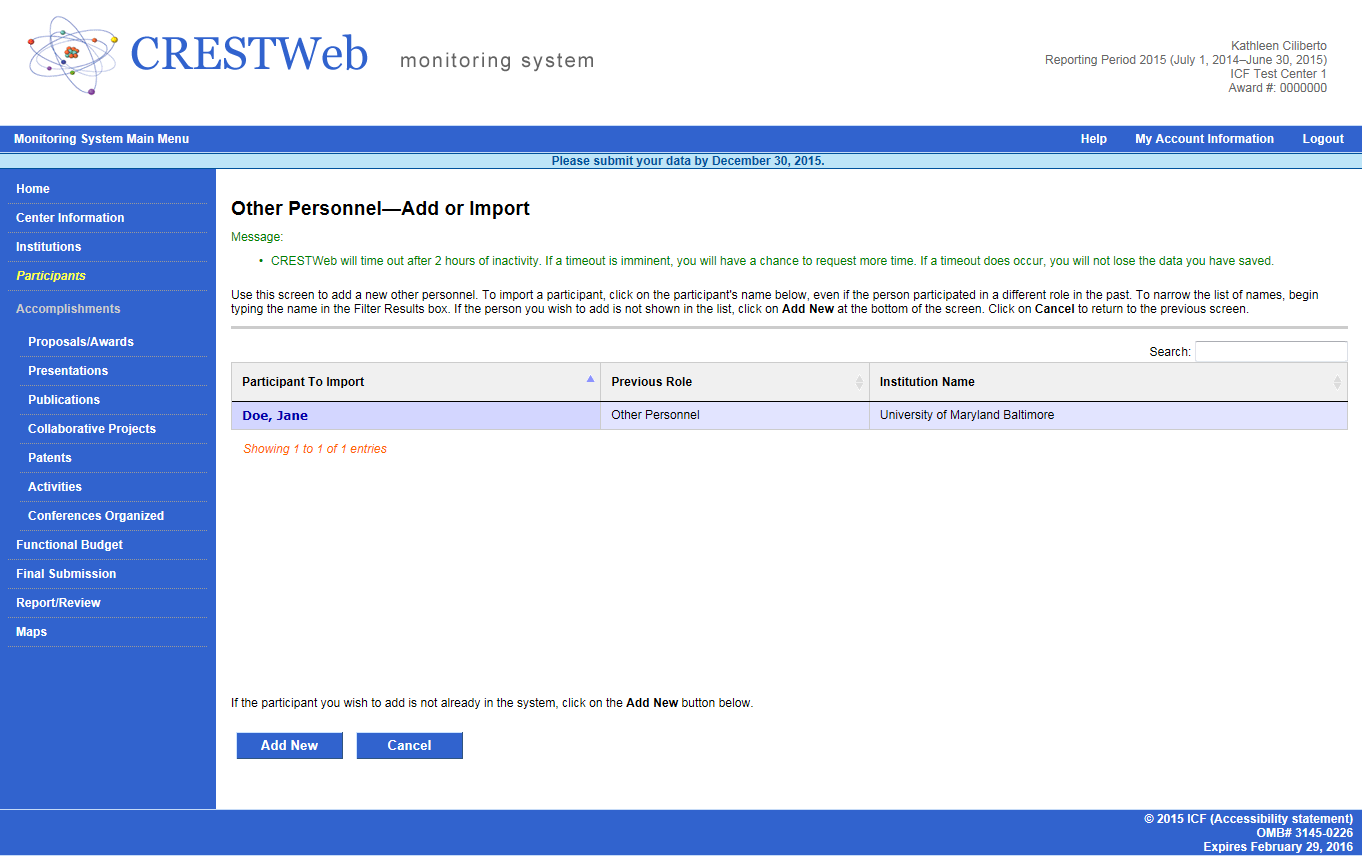 CRESTWeb monitoring system
Kathleen Ciliberto
Reporting Period 2015 (July 1, 2014–June 30, 2015)
ICF Test Center 1
Award #: 0000000
Monitoring System Main Menu Help My Account Information Logout
Please submit your data by December 30, 2015.
Home
Center Information
Institutions
Participants
Accomplishments
Proposals/Awards
Presentations
Publications
Collaborative Projects
Patents
Activities
Conferences Organized
Functional Budget
Final Submission
Report/Review
Maps
Other Personnel—Add or Import
Message:
• CRESTWeb will time out after 2 hours of inactivity. If a timeout is imminent, you will have a chance to request more time. If a timeout does occur, you will not lose the data you have saved.
Use this screen to add a new other personnel. To import a participant, click on the participant's name below, even if the person participated in a different role in the past. To narrow the list of names, begin
typing the name in the Filter Results box. If the person you wish to add is not shown in the list, click on Add New at the bottom of the screen. Click on Cancel to return to the previous screen.
Search:
Participant To Import Previous Role Institution Name
Doe, Jane Other Personnel University of Maryland Baltimore
Showing 1 to 1 of 1 entries
If the participant you wish to add is not already in the system, click on the Add New button below.
Add New Cancel
© 2015 ICF (Accessibility statement)
OMB# 3145-0226
Expires February 29, 2016